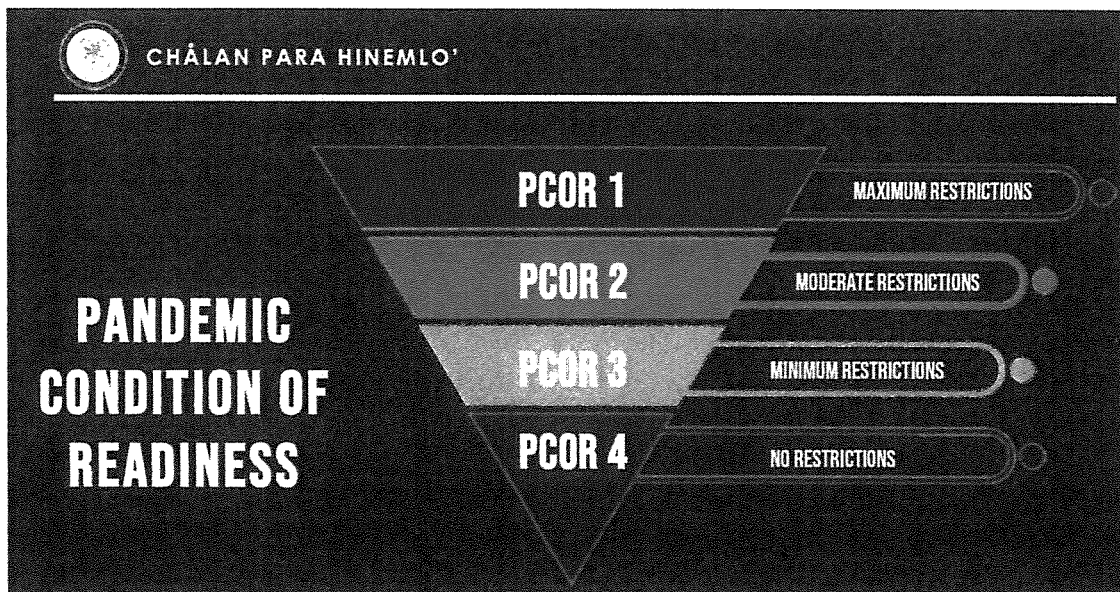 CHÅLAN PARA HINEMLO'
PANDEMIC
CONDITION OF
READINESS
PCOR 1
MAXIMUM RESTRICTIONS
PCOR 2
MODERATE RESTRICTIONS
PCOR 3
MINIMUM RESTRICTIONS
PCOR 4
NO RESTRICTIONS